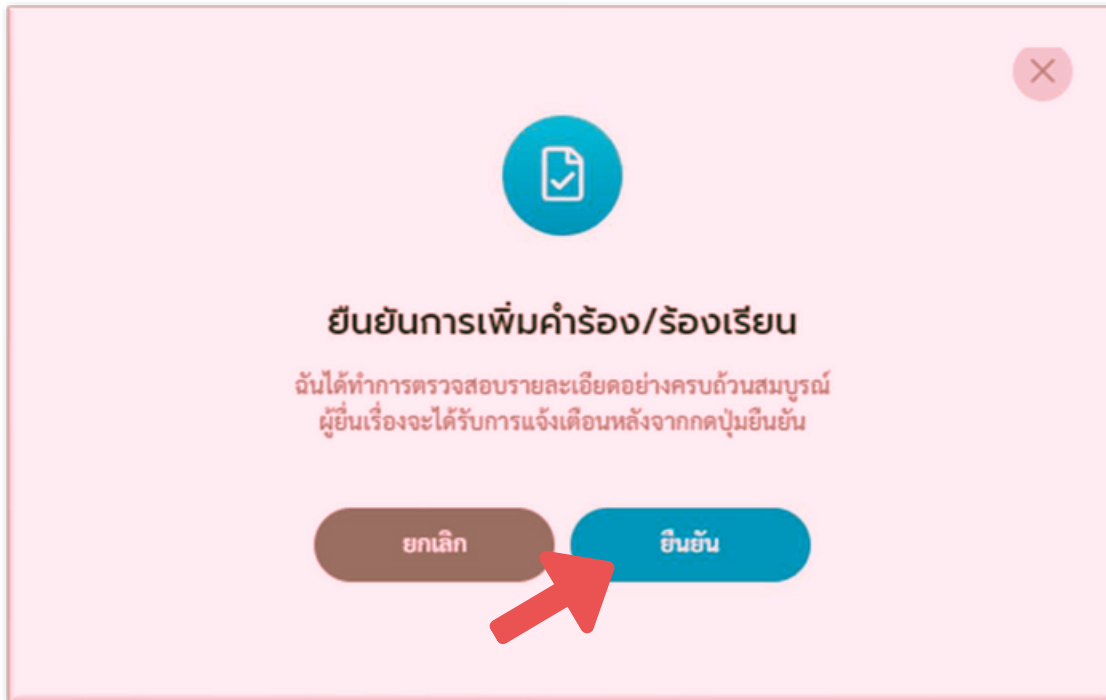 ยืนยันการเพิ่มคำร้อง/ร้องเรียน
ฉันได้ทำการตรวจสอบรายละเอียดอย่างครบถ้วนสมบูรณ์
ผู้ยื่นเรื่องจะได้รับการแจ้งเตือนหลังจากกดปุ่มยืนยัน
ยกเลิก
ยืนยัน